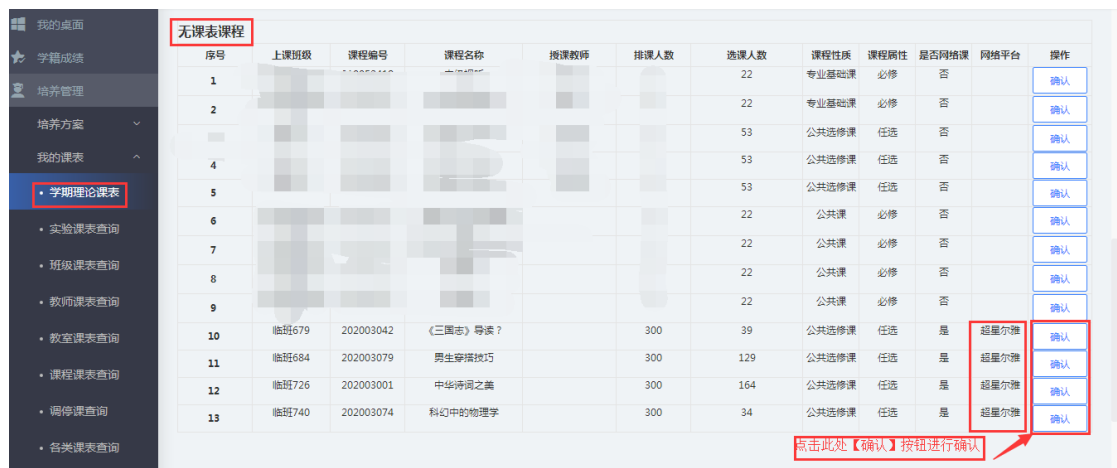 我的桌面
学籍成绩
培养管理
培养方案
我的课表
• 学期理论课表
• 实验课表查询
• 班级课表查询
• 教师课表查询
• 教室课表查询
• 课程课表查询
• 调停课查询
• 各类课表查询
无课表课程
序号 上课班级 课程编号 课程名称 授课教师 排课人数 选课人数 课程性质 课程属性 是否网络课 网络平台 操作
1 22 专业基础课 必修 否 确认
2 22 专业基础课 必修 否 确认
53 公共选修课 任选 否 确认
4 53 公共选修课 任选 否 确认
5 53 公共选修课 任选 否 确认
6 22 公共课 必修 否 确认
7 22 公共课 必修 否 确认
8 22 公共课 必修 否 确认
9 22 公共课 必修 否 确认
10 临班679 202003042 《三国志》导读? 300 39 公共选修课 任选 是 超星尔雅 确认
11 临班684 202003079 男生穿搭技巧 300 129 公共选修课 任选 是 超星尔雅 确认
12 临班726 202003001 中华诗词之美 300 164 公共选修课 任选 是 超星尔雅 确认
13 临班740 202003074 科幻中的物理学 300 34 公共选修课 任选 是 超星尔雅 确认
点击此处【确认】按钮进行确认